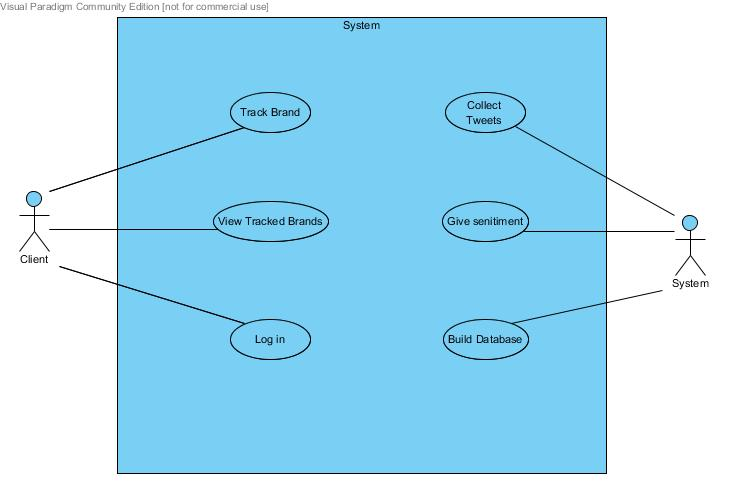 Visual Paradigm Community Edition [not for commercial use]
System
Track Brand
Collect
Tweets
View Tracked Brands
Give senitiment
Client
System
Log in
Build Database